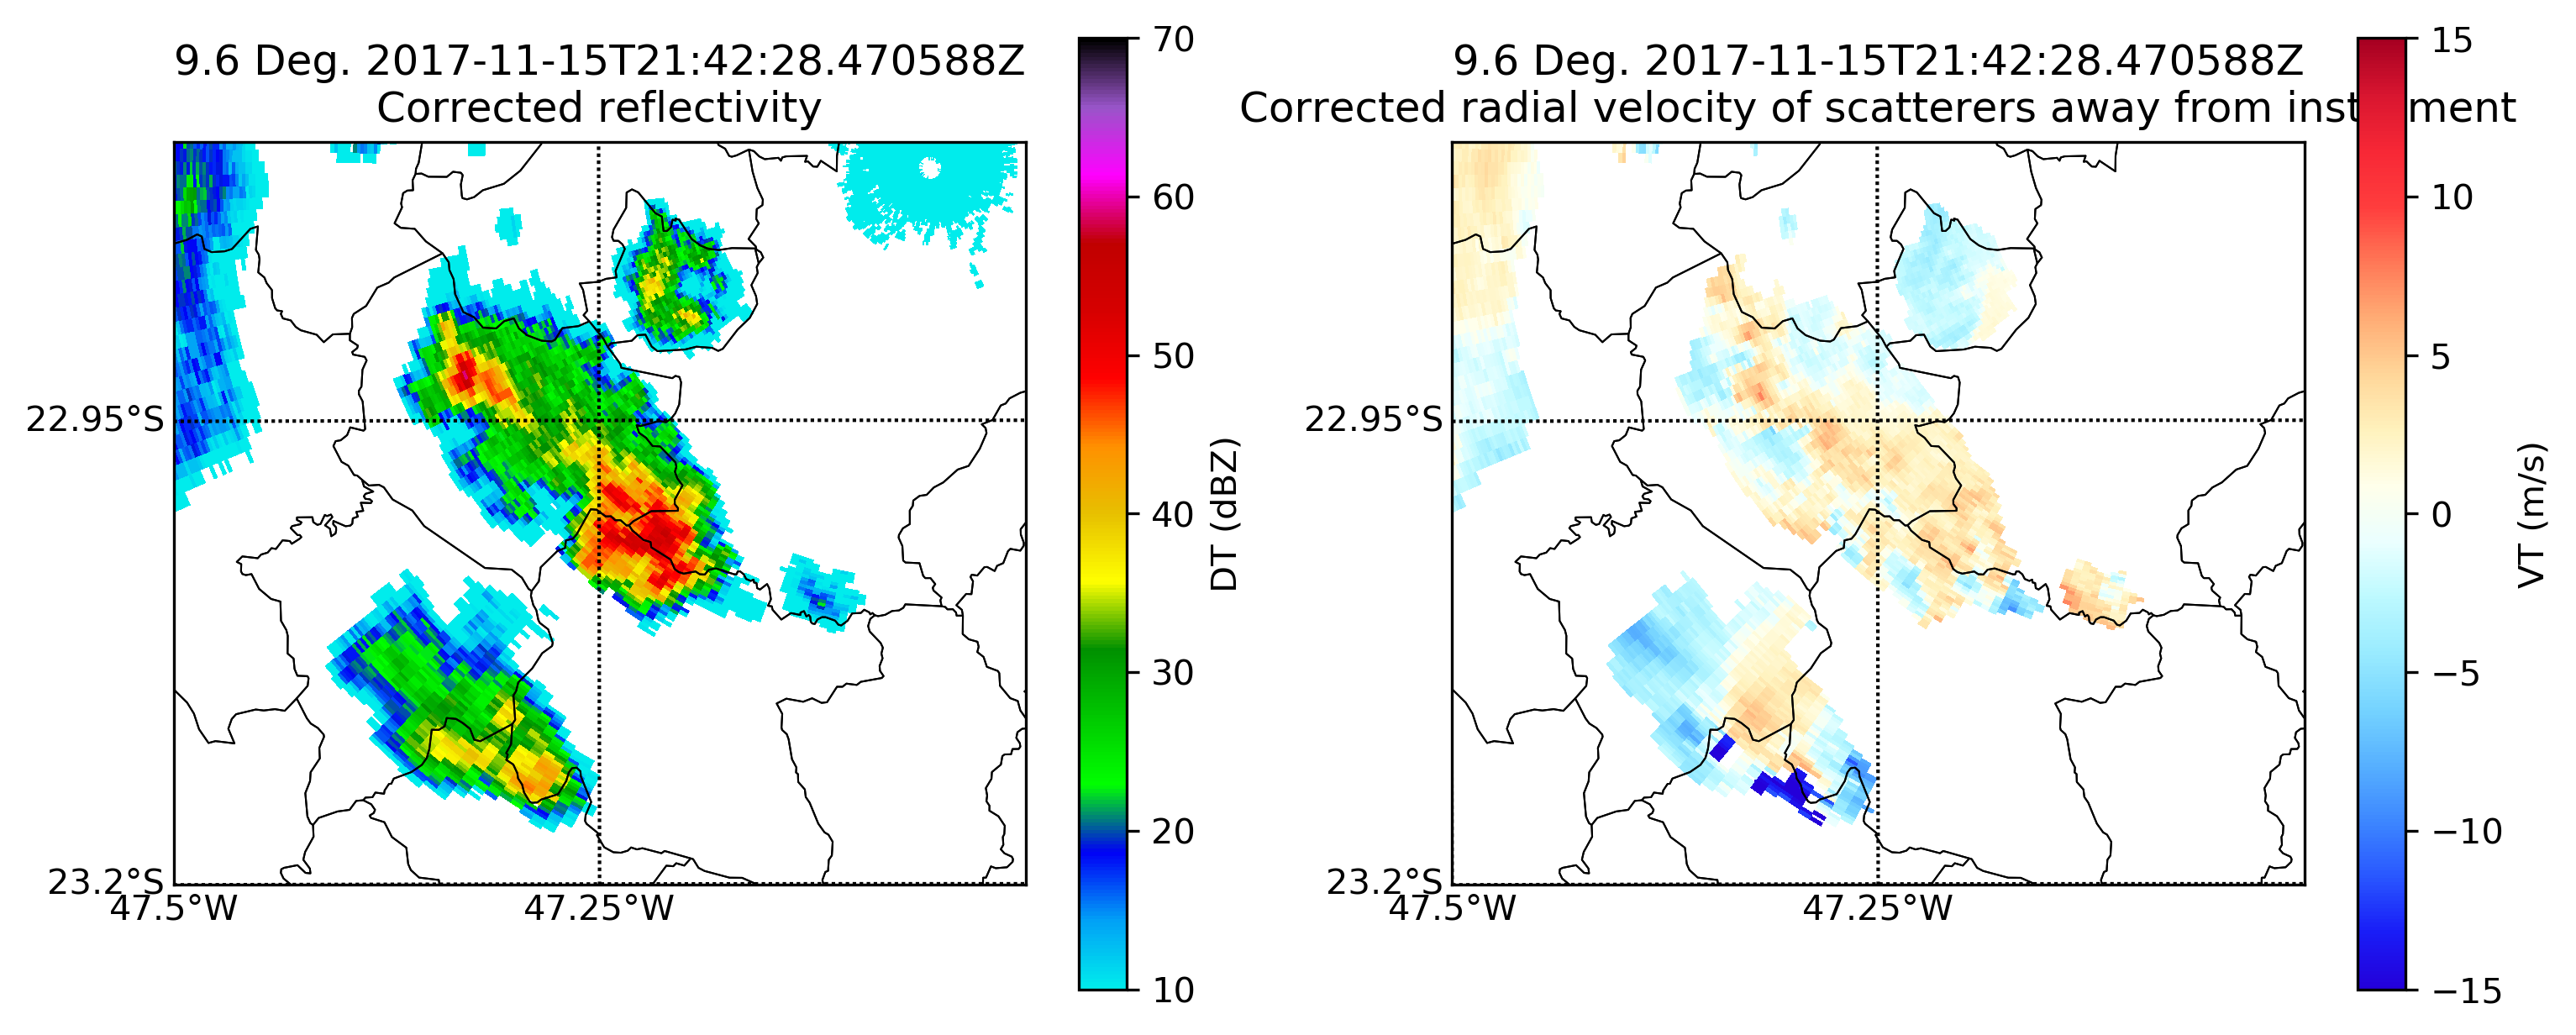 9.6 Deg. 2017-11-15T21:42:28.470588Z
Corrected reflectivity
22.95°S
23.2°S
47.5°W
47.25°W
70
60
50
40
30
20
10
DT (dBZ)
9.6 Deg. 2017-11-15T21:42:28.470588Z
Corrected radial velocity of scatterers away from inst ment
22.95°S
23.2°S
47.5°W
47.25°W
15
10
5
0
−5
−10
−15
VT (m/s)